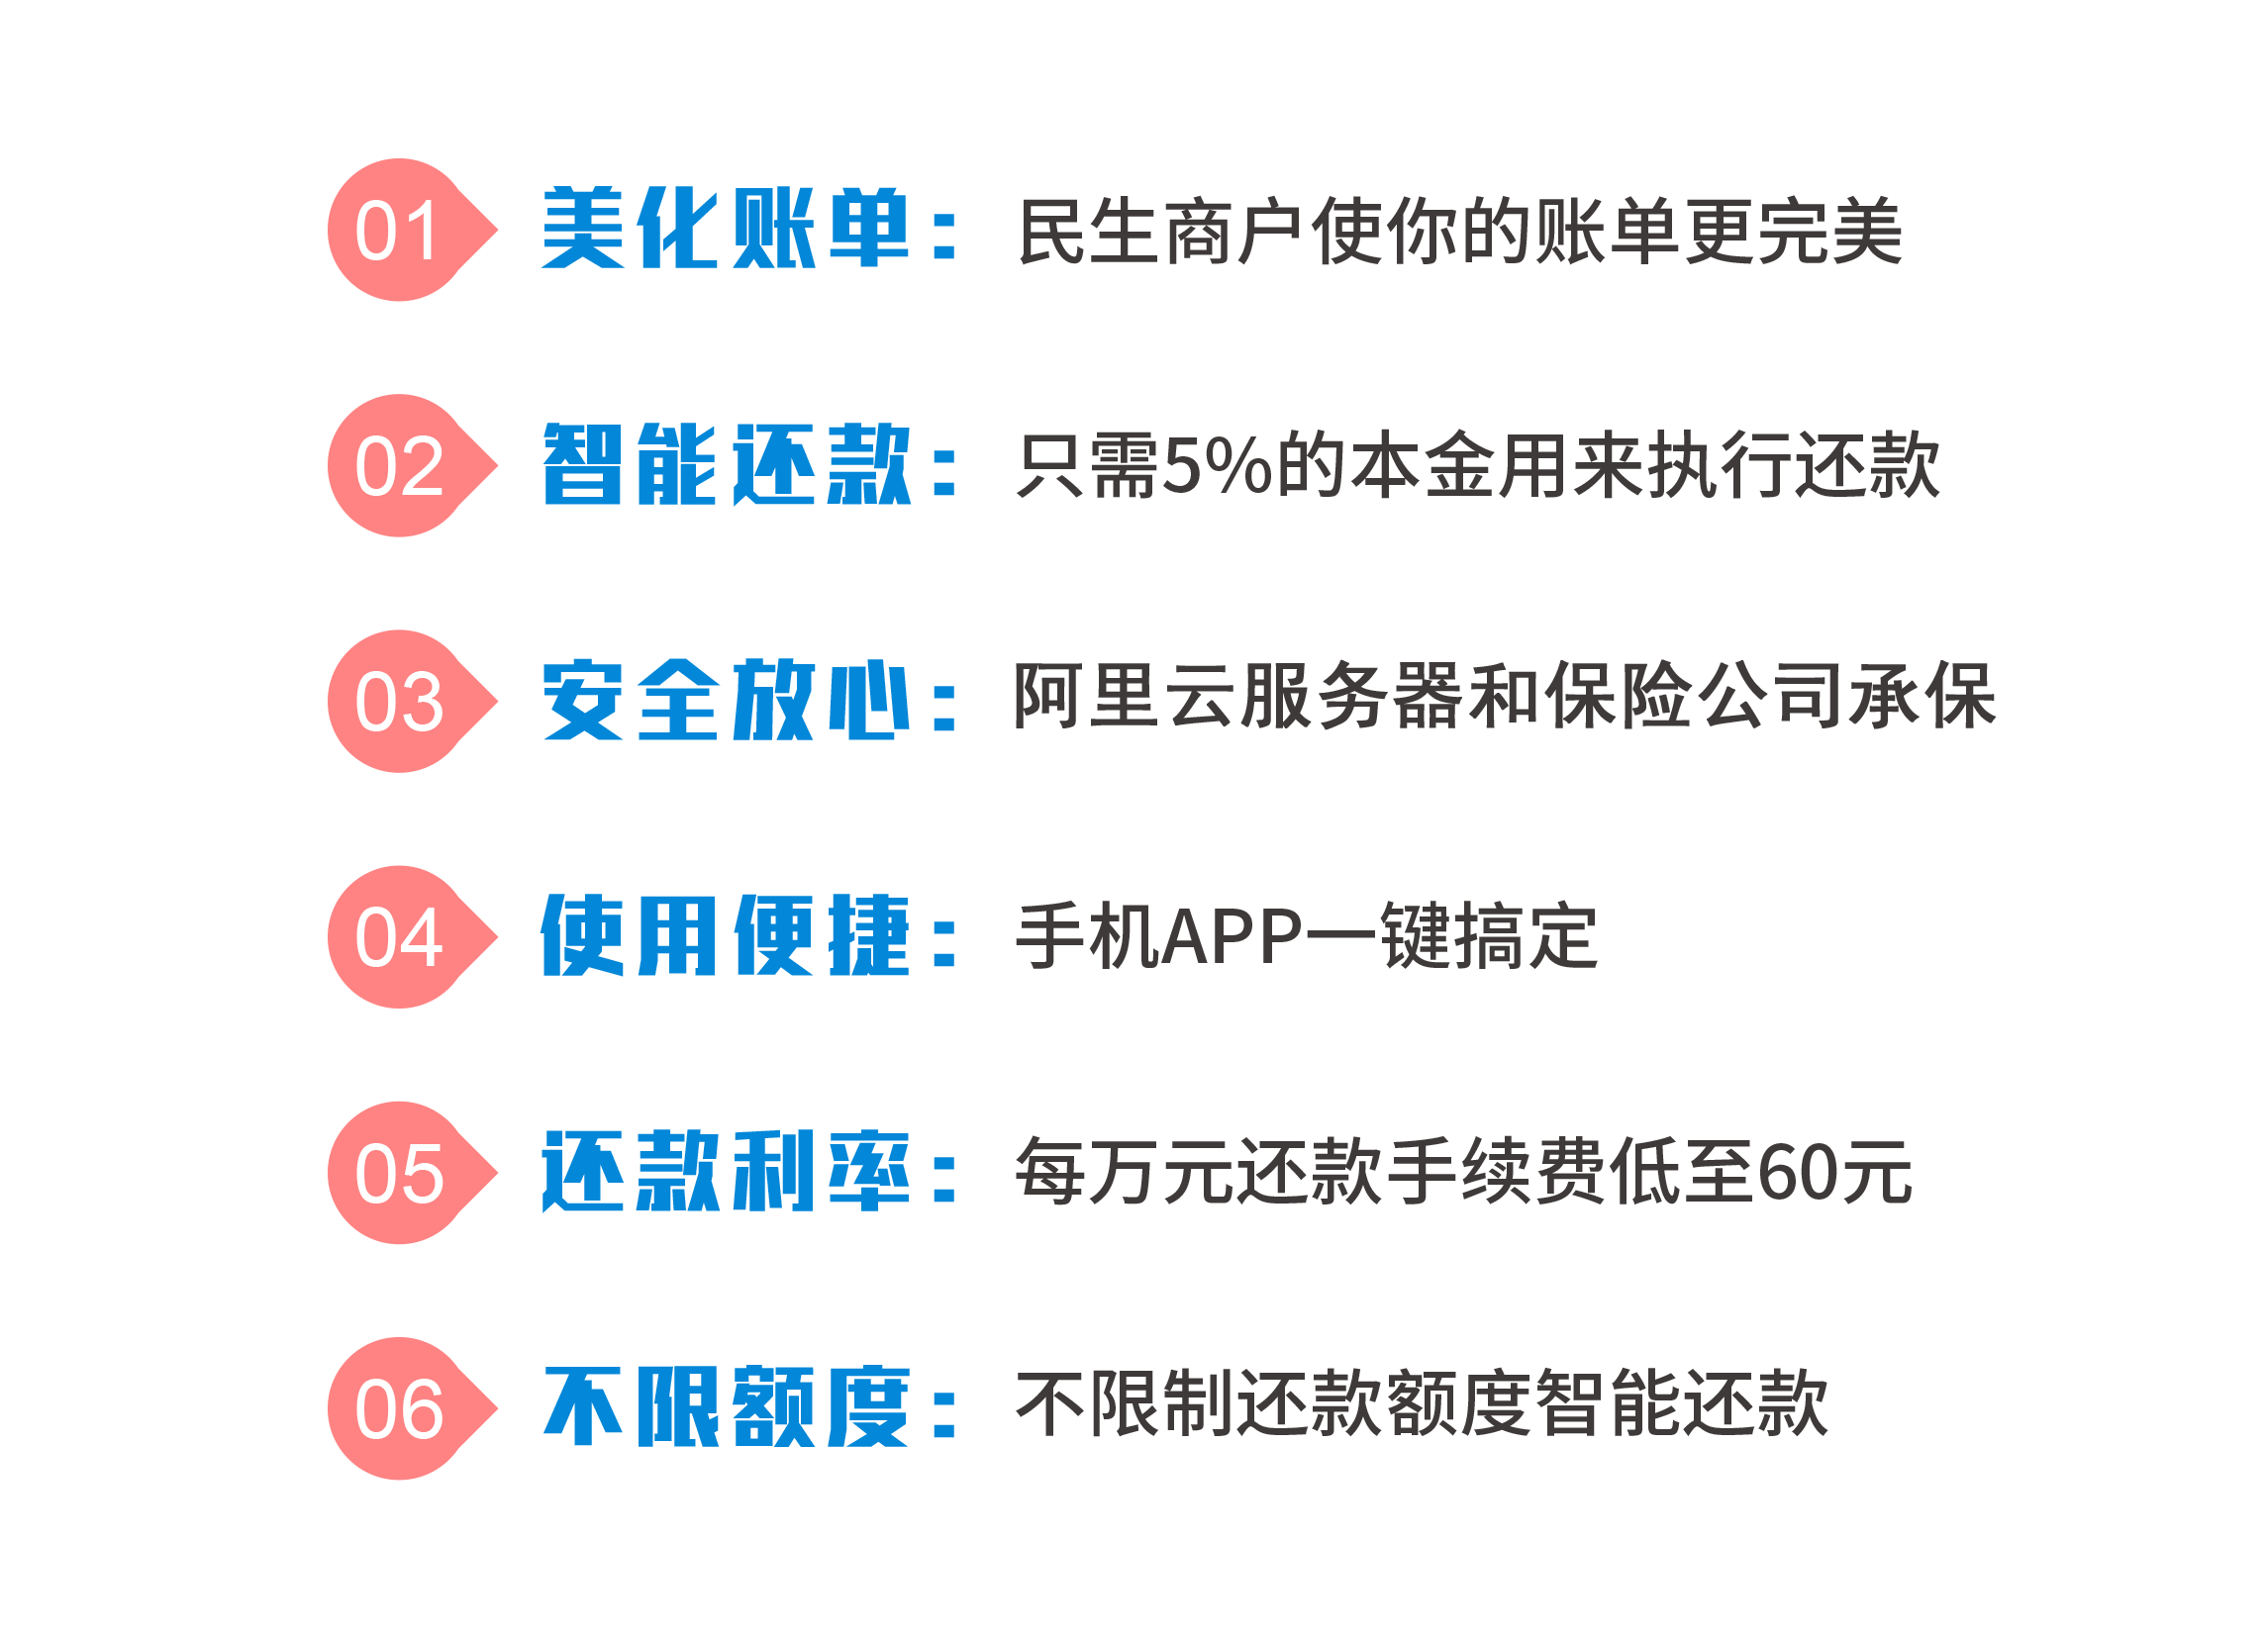 01 美化账单：民生商户使你的账单更完美
02 智能还款：只需5%的本金用来执行还款
03 安全放心：阿里云服务器和保险公司承保
04 使用便捷：手机APP一键搞定
05 还款利率：每万元还款手续费低至60元
06 不限额度：不限制还款额度智能还款